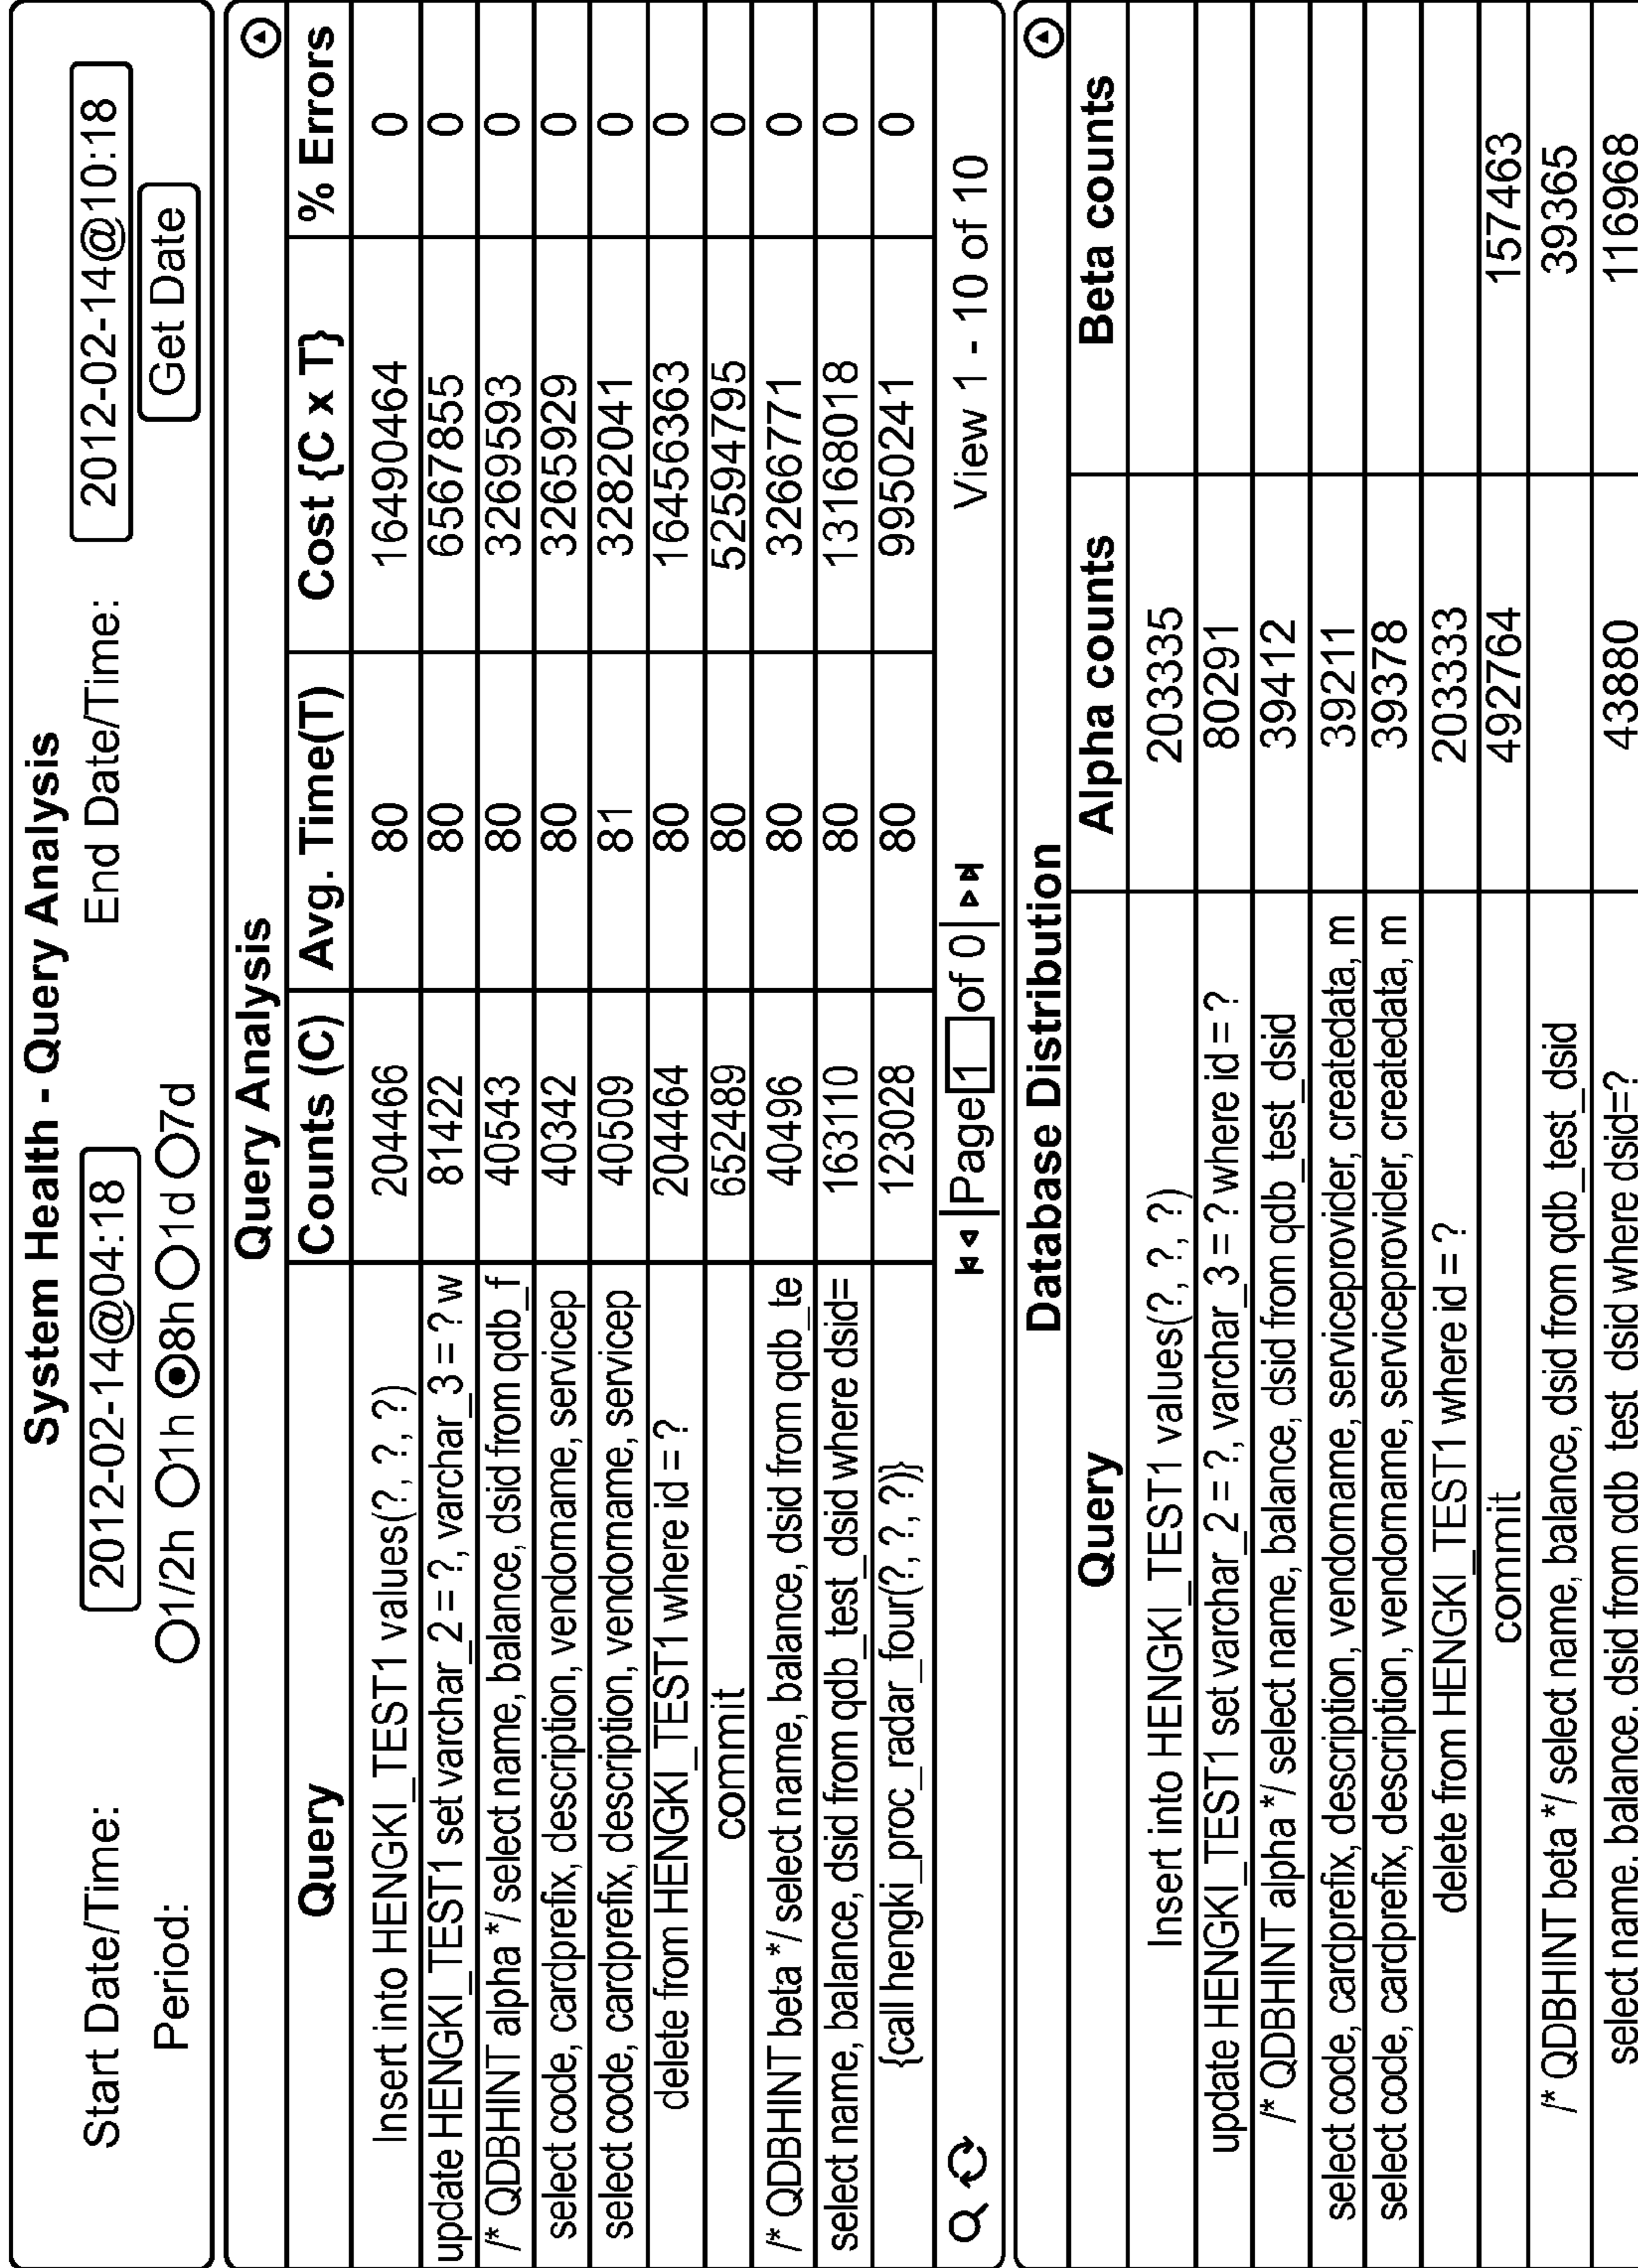 System Health - Query Analysis
Start Date/Time: 2012-02-14@04:18 End Date/Time: 2012-02-14@10:18
Period: 1/2h 1h 8h 1d 7d Get Date
Query Analysis
Query Counts (C) Avg. Time(T) Cost {C x T} % Errors
Insert into HENGKI_TEST1 values(?, ?, ?, ?) 204466 80 16490464 0
update HENGKI_TEST1 set varchar_2 = ?, varchar_3 = ? w 81422 80 6567855 0
/* QDBHINT alpha */ select name, balance, dsid from qdb_f 40543 80 3269593 0
select code, cardprefix, description, vendorname, servicep 40342 80 3265929 0
select code, cardprefix, description, vendorname, servicep 40509 81 3282041 0
delete from HENGKI_TEST1 where id = ? 204464 80 16456363 0
commit 652489 80 52594795 0
/* QDBHINT beta */ select name, balance, dsid from qdb_te 40496 80 3266771 0
select name, balance, dsid from qdb_test_dsid where dsid= 163110 80 13168018 0
{call hengki_proc_radar_four(?, ?, ?, ?)} 123028 80 9950241 0
Page 1 of 0 View 1 - 10 of 10
Database Distribution
Query Alpha counts Beta counts
Insert into HENGKI_TEST1 values(?, ?, ?, ?) 203335
update HENGKI_TEST1 set varchar_2 = ?, varchar_3 = ? where id = ? 80291
/* QDBHINT alpha */ select name, balance, dsid from qdb_test_dsid 39412
select code, cardprefix, description, vendorname, serviceprovider, createdata, m 39211
select code, cardprefix, description, vendorname, serviceprovider, createdata, m 39378
delete from HENGKI_TEST1 where id = ? 203333
commit 492764 157463
/* QDBHINT beta */ select name, balance, dsid from qdb_test_dsid 39365
select name, balance, dsid from qdb_test_dsid where dsid=? 43880 116968